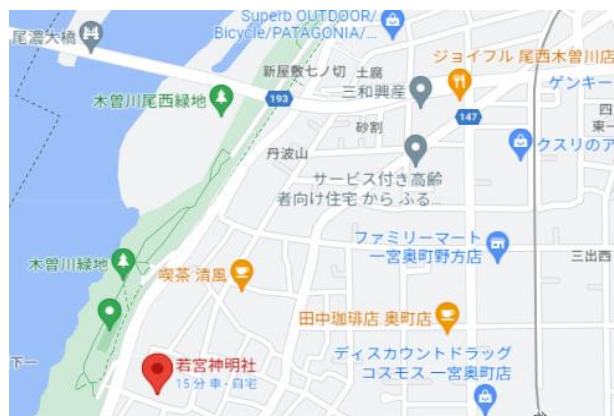 Superb OUTDOOR/
Bicycle/PATAGONIA/...
尾濃大橋
ジョイフル 尾西木曽川店
新屋敷七ノ切
土腐
ゲンキー
三和興産
木曽川尾西緑地
193
147
四
東一
砂割
クスリのア
丹波山
サービス付き高齢
者向け住宅 から ふる...
ファミリーマート
一宮奥町野方店
三出西
木曽川緑地
喫茶 清風
田中珈琲店 奥町店
下一
若宮神明社
15 分 車 - 自宅
ディスカウントドラッグ
コスモス 一宮奥町店